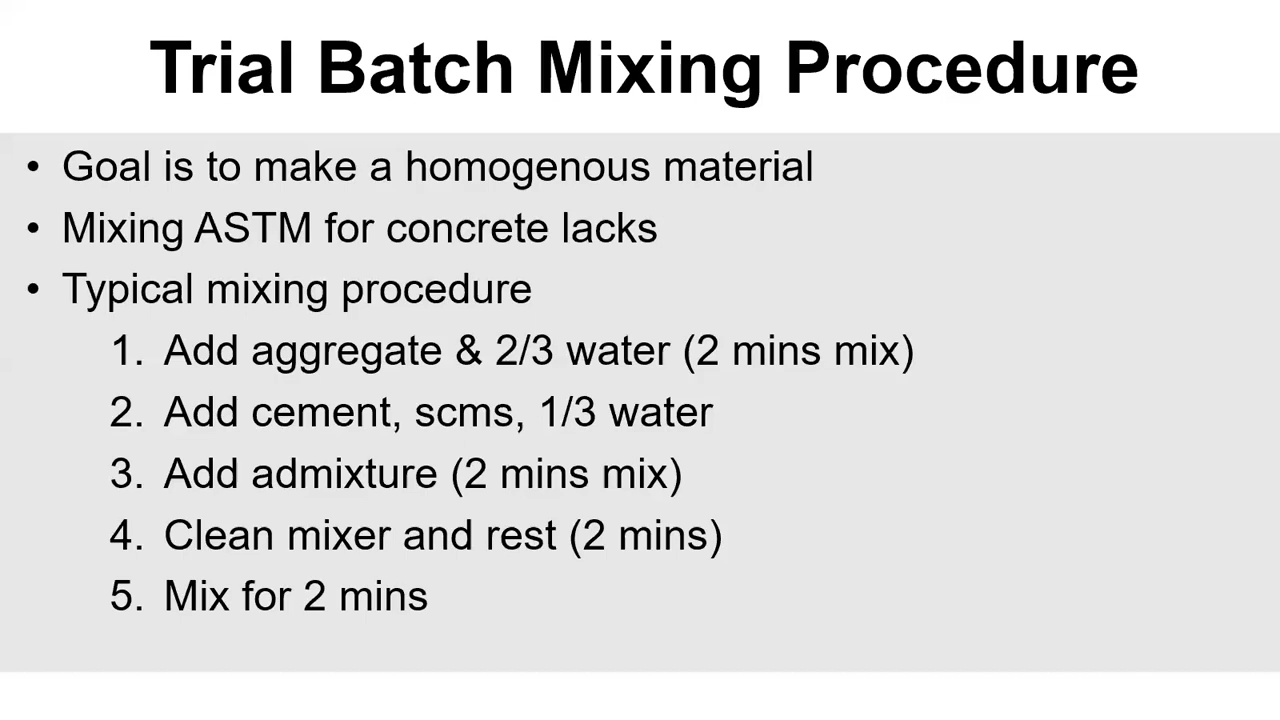 Trial Batch Mixing Procedure
• Goal is to make a homogenous material
• Mixing ASTM for concrete lacks
• Typical mixing procedure
1. Add aggregate & 2/3 water (2 mins mix)
2. Add cement, scms, 1/3 water
3. Add admixture (2 mins mix)
4. Clean mixer and rest (2 mins)
5. Mix for 2 mins